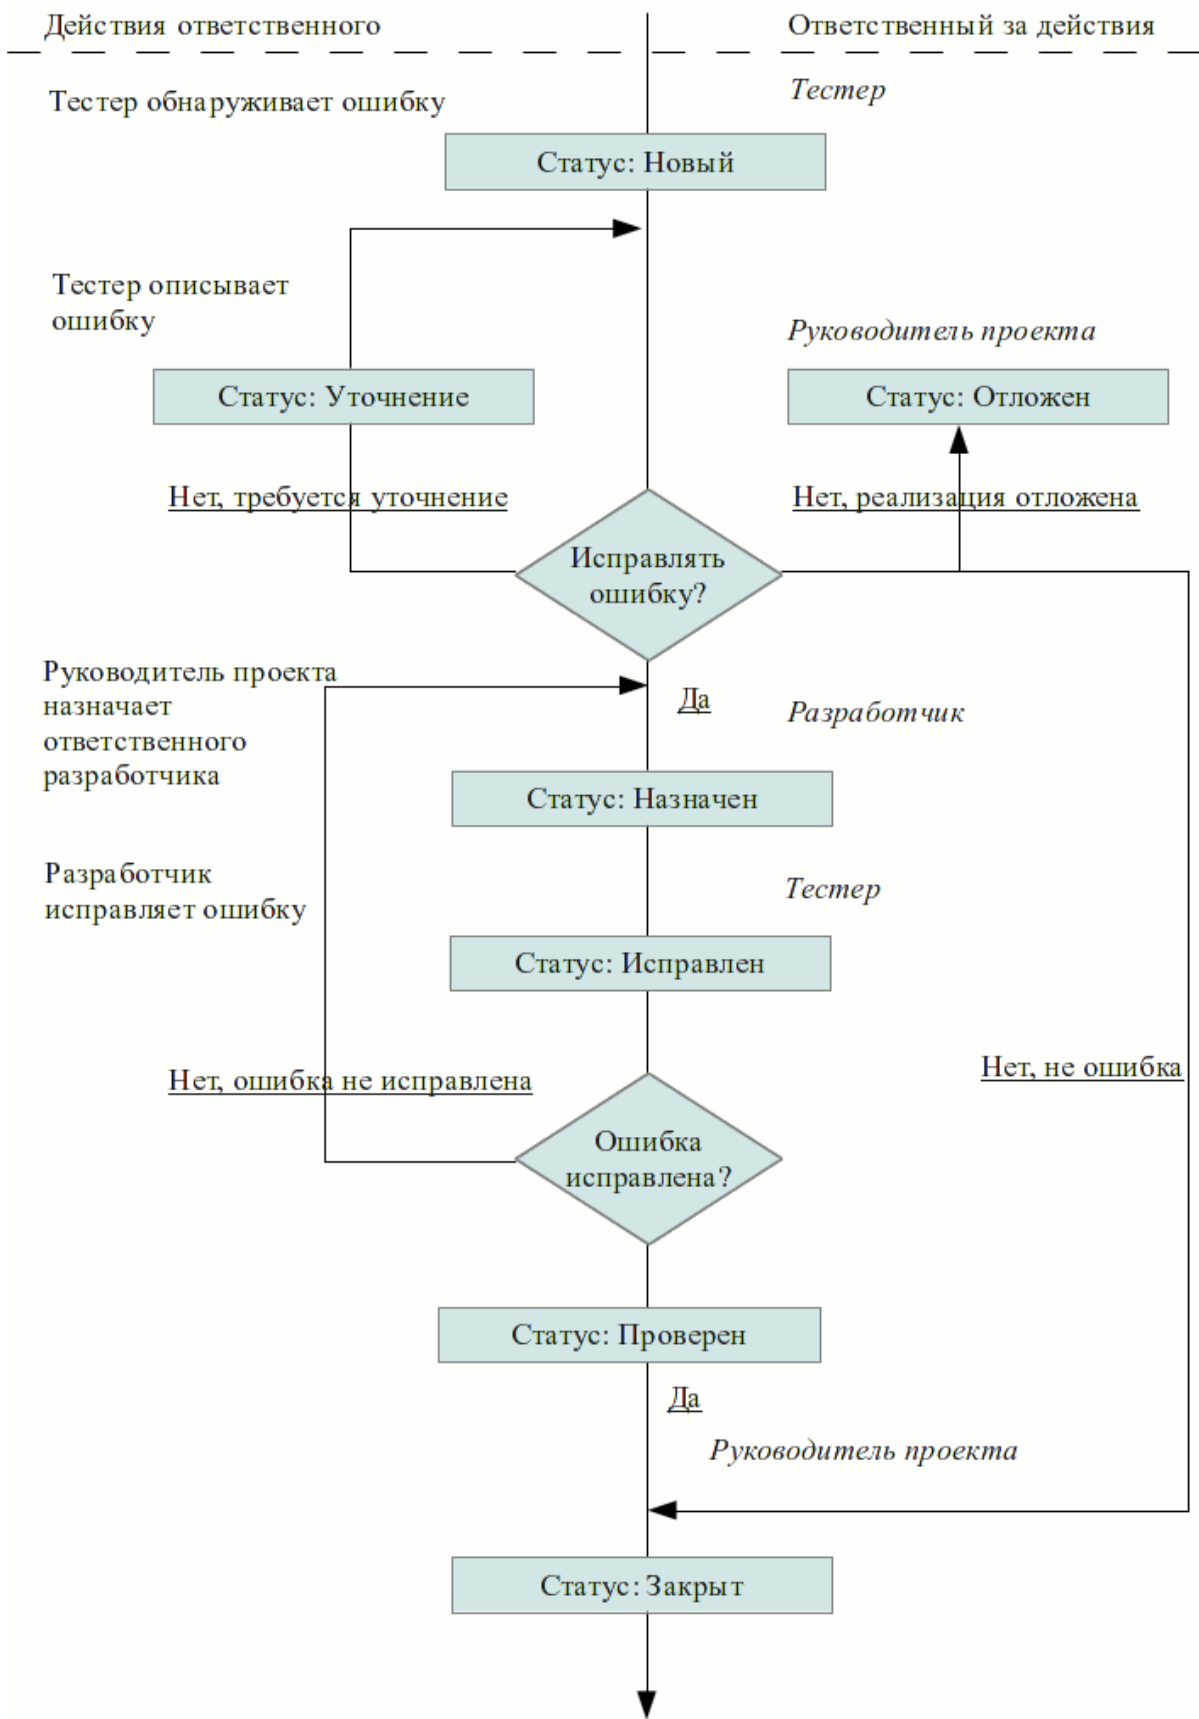 Действия ответственного
Ответственный за действия
Тестер обнаруживает ошибку
Тестер
Статус: Новый
Тестер описывает
ошибку
Руководитель проекта
Статус: Уточнение
Статус: Отложен
Нет, требуется уточнение
Нет, реализация отложена
Исправлять
ошибку?
Руководитель проекта
назначает
ответственного
разработчика
Да
Разработчик
Статус: Назначен
Разработчик
исправляет ошибку
Тестер
Статус: Исправлен
Нет, ошибка не исправлена
Нет, не ошибка
Ошибка
исправлена?
Статус: Проверен
Да
Руководитель проекта
Статус: Закрыт